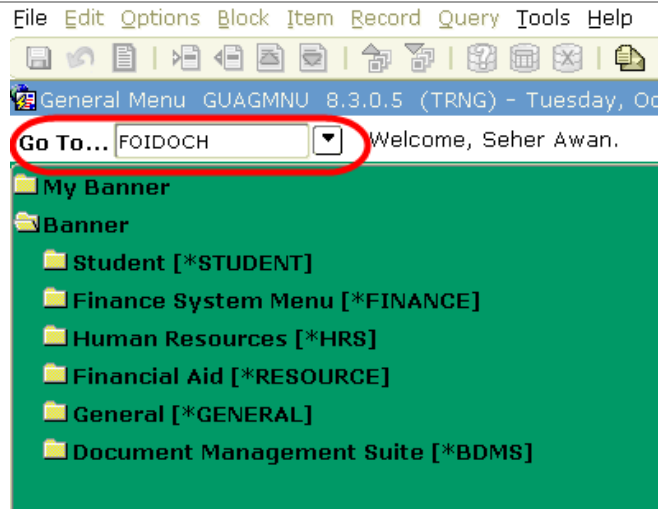 File Edit Options Block Item Record Query Tools Help
General Menu GUAGMNU 8.3.0.5 (TRNG) - Tuesday, Oc
Go To... FOIDOCH Welcome, Seher Awan.
My Banner
Banner
Student [*STUDENT]
Finance System Menu [*FINANCE]
Human Resources [*HRS]
Financial Aid [*RESOURCE]
General [*GENERAL]
Document Management Suite [*BDMS]